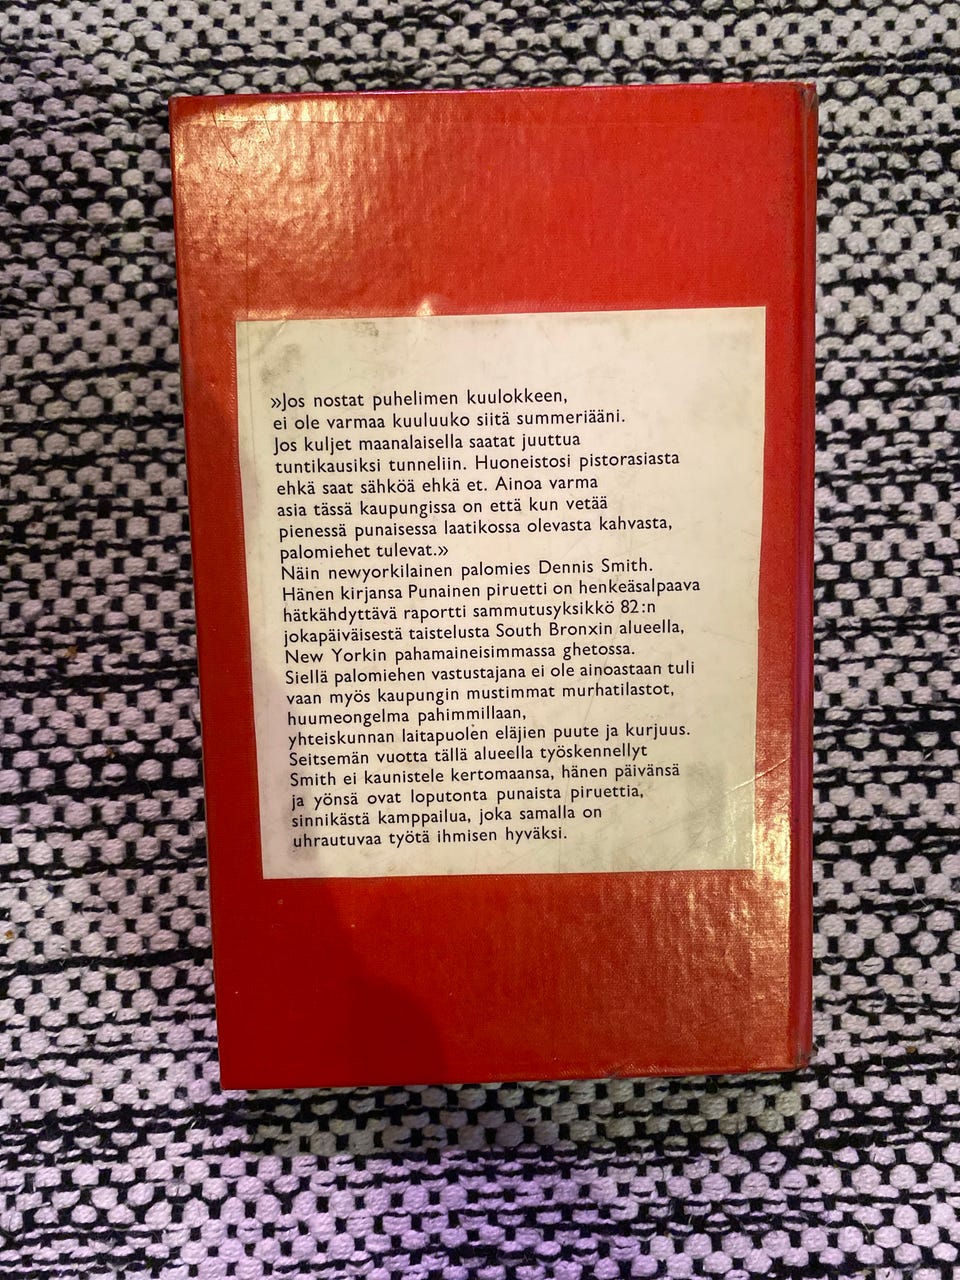 »Jos nostat puhelimen kuulokkeen,
ei ole varmaa kuuluuko siitä summeriääni.
Jos kuljet maanalaisella saatat juuttua
tuntikausiksi tunneliin. Huoneistosi pistorasiasta
ehkä saat sähköä ehkä et. Ainoa varma
asia tässä kaupungissa on että kun vetää
pienessä punaisessa laatikossa olevasta kahvasta,
palomiehet tulevat.»
Näin newyorkilainen palomies Dennis Smith.
Hänen kirjansa Punainen piruetti on henkeäsalpaava
hätkähdyttävä raportti sammutusyksikkö 82:n
jokapäiväisestä taistelusta South Bronxin alueella,
New Yorkin pahamaineisimmassa ghetossa.
Siellä palomiehen vastustajana ei ole ainoastaan tuli
vaan myös kaupungin mustimmat murhatilastot,
huumeongelma pahimmillaan,
yhteiskunnan laitapuolen eläjien puute ja kurjuus.
Seitsemän vuotta tällä alueella työskennellyt
Smith ei kaunistele kertomaansa, hänen päivänsä
ja yönsä ovat loputonta punaista piruettia,
sinnikästä kamppailua, joka samalla on
uhrautuvaa työtä ihmisen hyväksi.